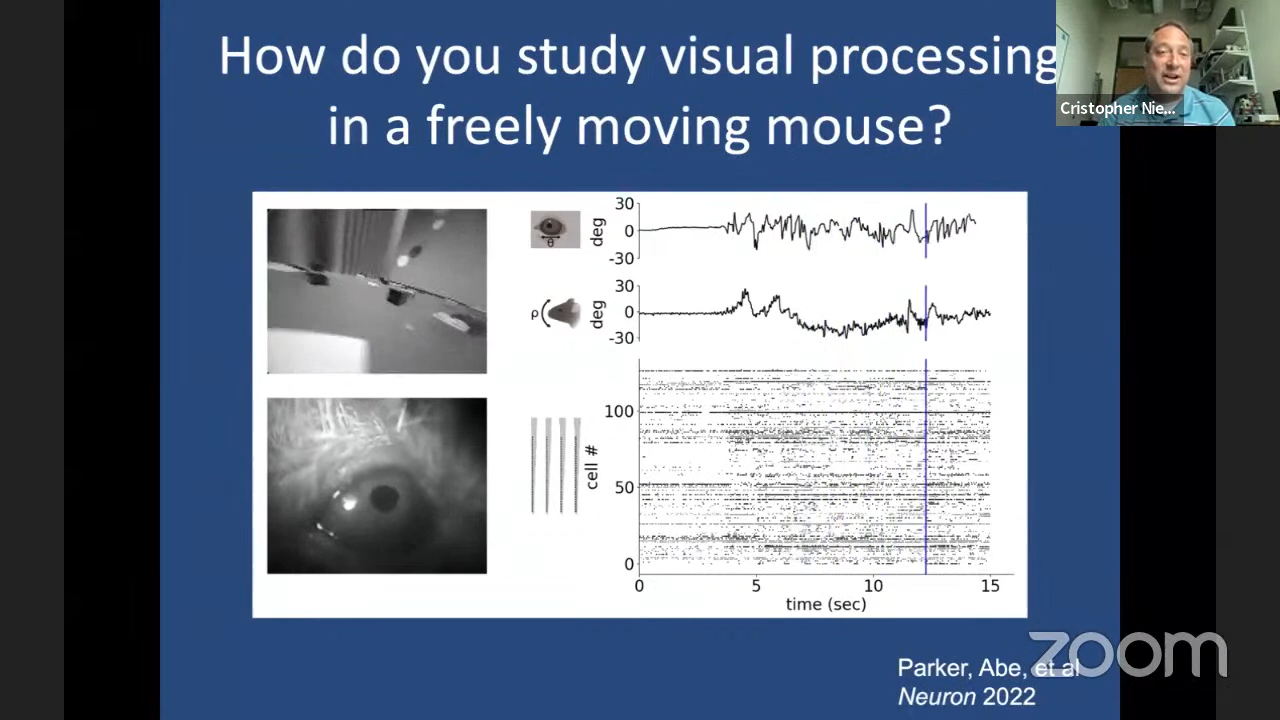 How do you study visual processing
in a freely moving mouse?
Cristopher Nie...
30
0
-30
deg
θ
30
0
-30
deg
ρ
100
50
0
cell #
0 5 10 15
time (sec)
Parker, Abe, et al
Neuron 2022
zoom